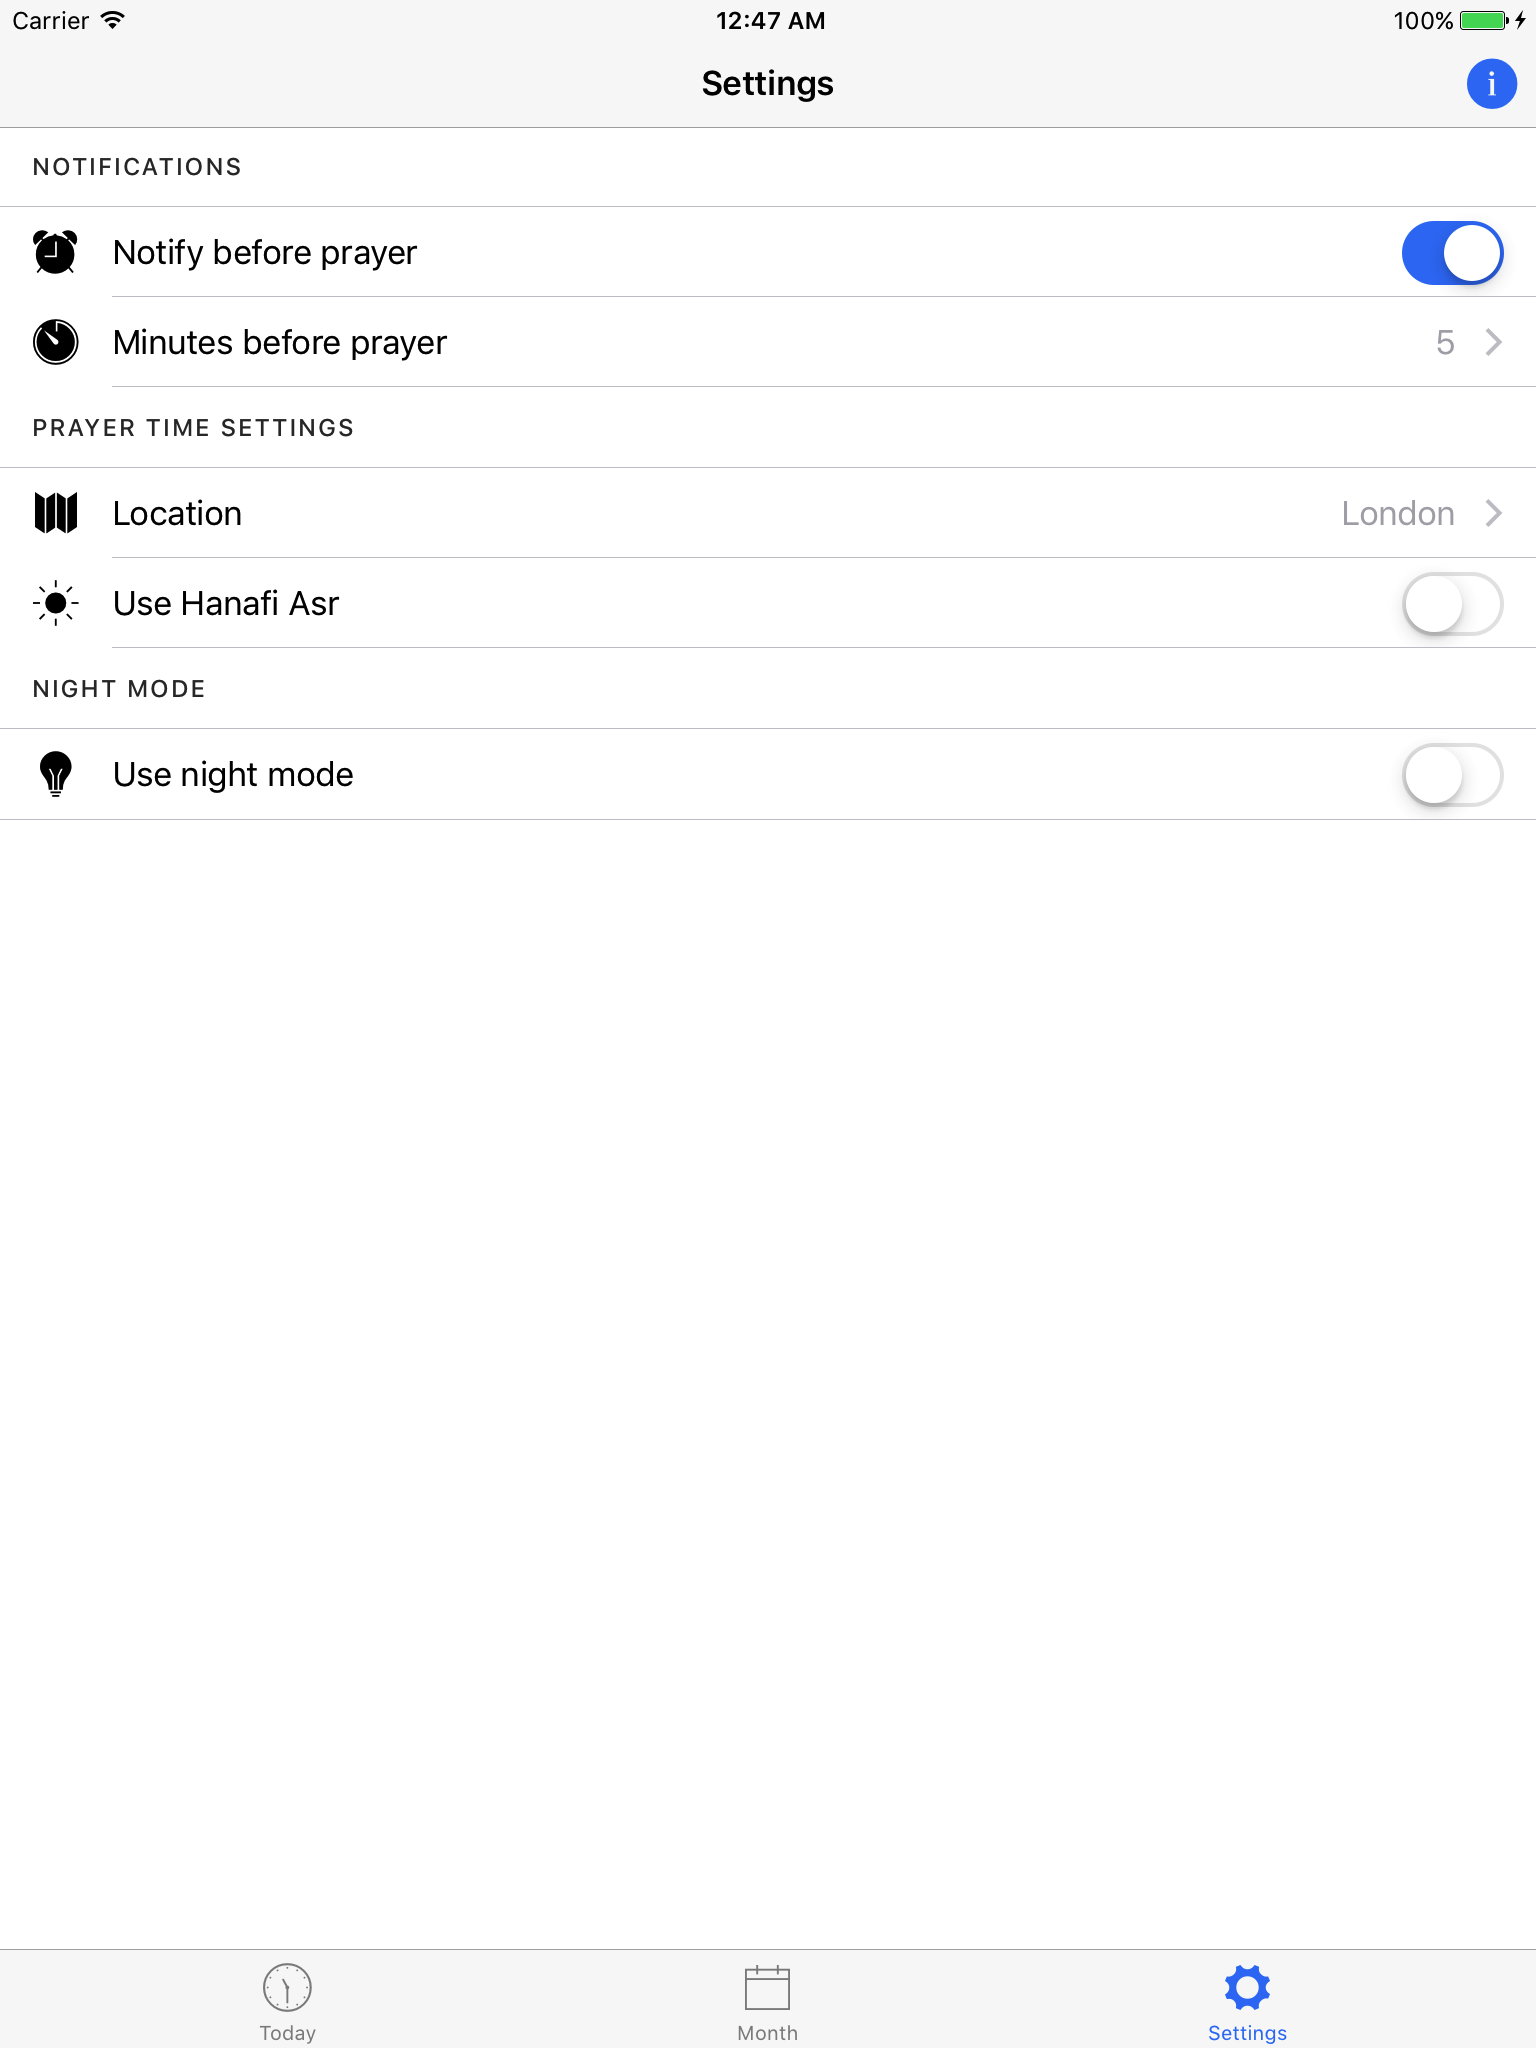 Carrier 12:47 AM 100%
Settings i
NOTIFICATIONS
Notify before prayer
Minutes before prayer 5
PRAYER TIME SETTINGS
Location London
Use Hanafi Asr
NIGHT MODE
Use night mode
Today Month Settings